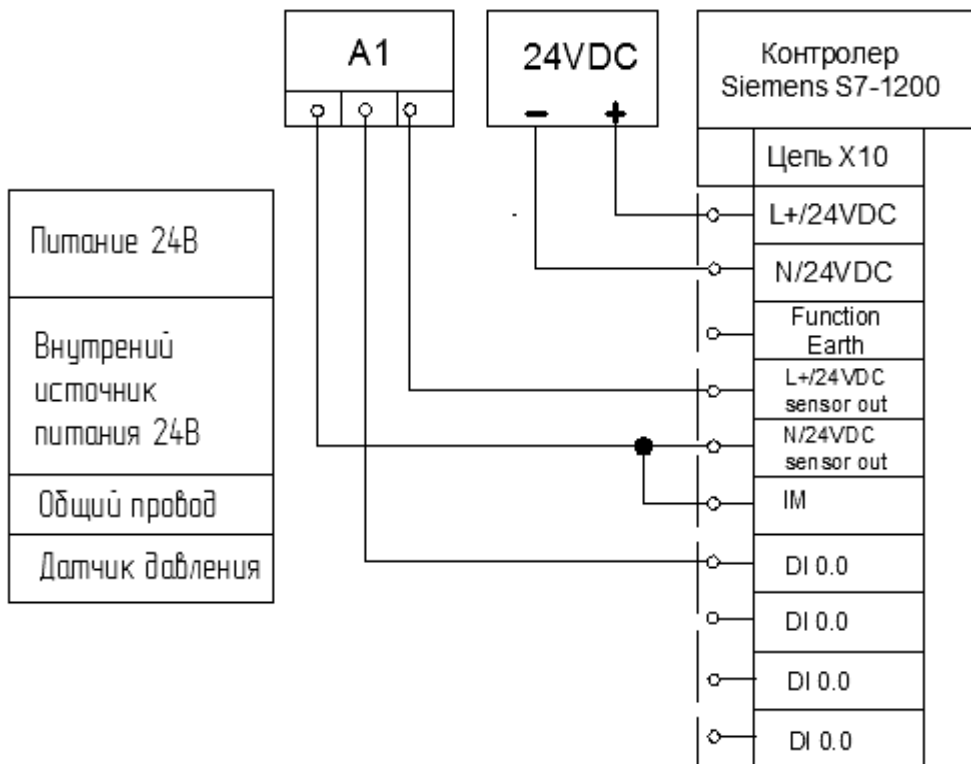 A1
24VDC
− +
Контролер
Siemens S7-1200
Цепь X10
L+/24VDC
N/24VDC
Function
Earth
L+/24VDC
sensor out
N/24VDC
sensor out
IM
DI 0.0
DI 0.0
DI 0.0
DI 0.0
Питание 24В
Внутрений
источник
питания 24В
Общий провод
Датчик давления